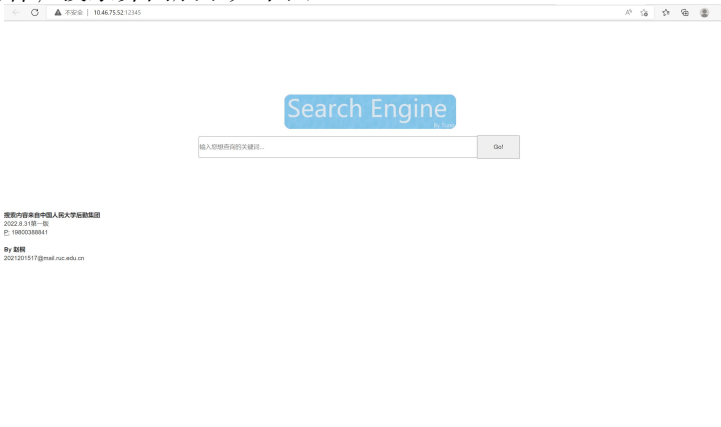 不安全 | 10.46.75.52:12345
Search Engine
输入您想查询的关键词...
Go!
搜索内容来自中国人民大学后勤集团
2022.8.31第一版
P: 19800388841
By 赵桐
2021201517@mail.ruc.edu.cn